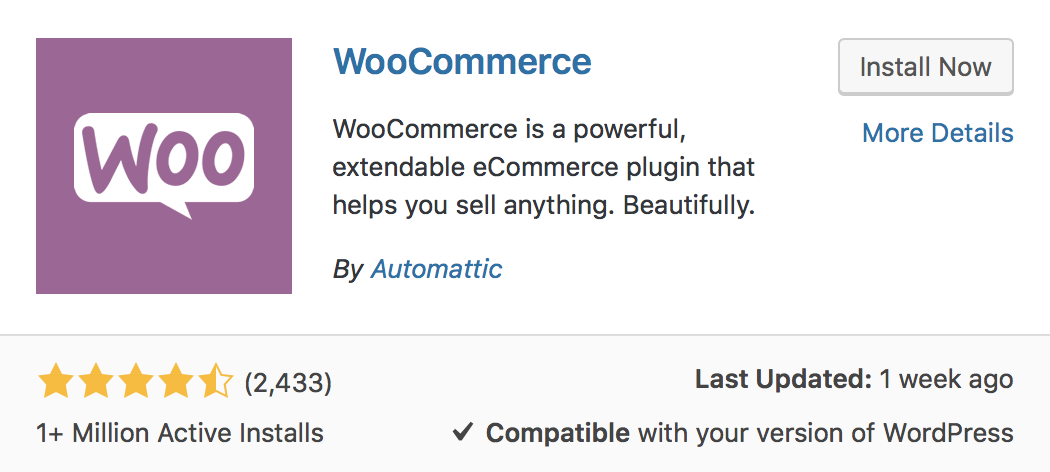 Woo
WooCommerce
Install Now
More Details
WooCommerce is a powerful,
extendable eCommerce plugin that
helps you sell anything. Beautifully.
By Automattic
(2,433)
Last Updated: 1 week ago
1+ Million Active Installs
Compatible with your version of WordPress